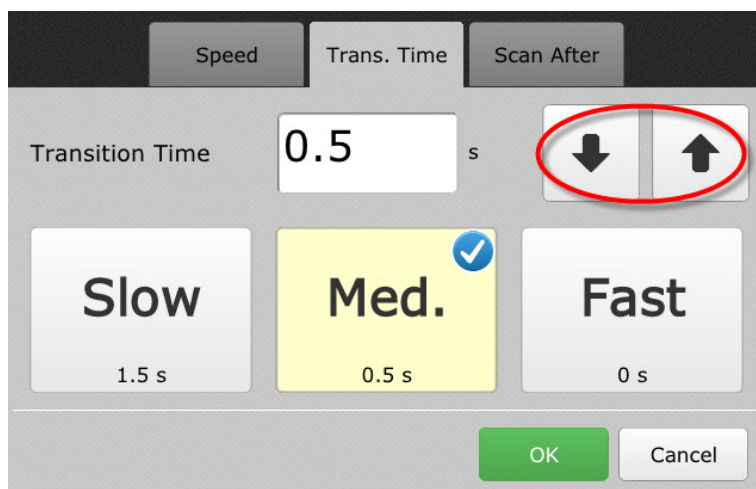 Speed Trans. Time Scan After
Transition Time 0.5 s
Slow Med. Fast
1.5 s 0.5 s 0 s
OK Cancel